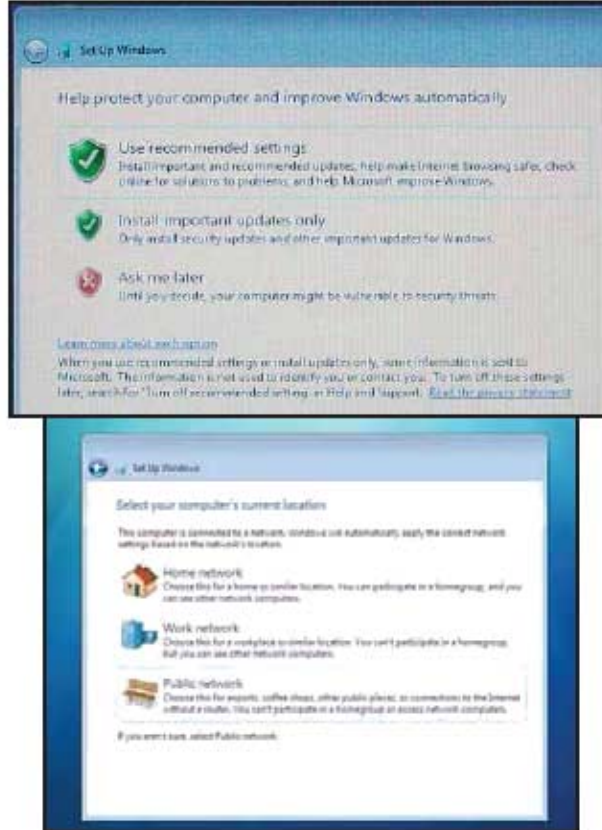 Set Up Windows
Help protect your computer and improve Windows automatically
Use recommended settings
Install important and recommended updates, help make Internet browsing safer, check
online for solutions to problems, and help Microsoft improve Windows.
Install important updates only
Only install security updates and other important updates for Windows.
Ask me later
Until you decide, your computer might be vulnerable to security threats.
Learn more about each option
When you use recommended settings or install updates only, some information is sent to
Microsoft. The information is not used to identify you or contact you. To turn off these settings
later, search for "Turn off recommended settings" in Help and Support. Read the privacy statement
Set Up Windows
Select your computer's current location
This computer is connected to a network. Windows will automatically apply the correct network
settings based on the network's location.
Home network
Choose this for a home or similar location. You can participate in a homegroup, and you
can see other network computers.
Work network
Choose this for a workplace or similar location. You can't participate in a homegroup,
but you can see other network computers.
Public network
Choose this for airports, coffee shops, other public places, or connections to the Internet
without a router. You can't participate in a homegroup or access network computers.
If you aren't sure, select Public network.